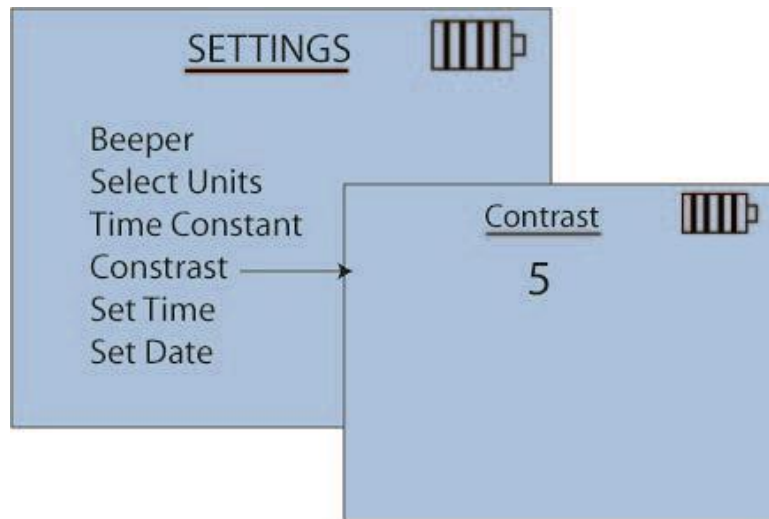 SETTINGS
Beeper
Select Units
Time Constant
Constrast
Set Time
Set Date
Contrast
5